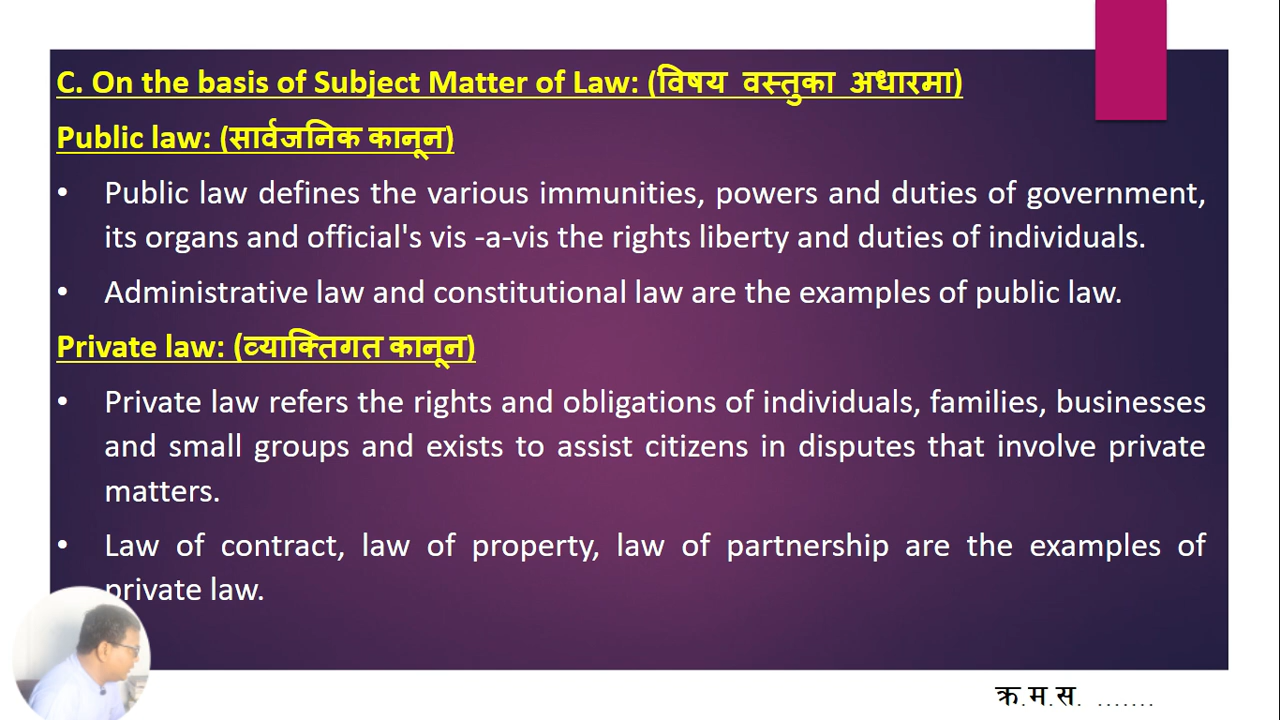 C. On the basis of Subject Matter of Law: (विषय वस्तुका अधारमा)
Public law: (सार्वजनिक कानून)
• Public law defines the various immunities, powers and duties of government,
its organs and official's vis -a-vis the rights liberty and duties of individuals.
• Administrative law and constitutional law are the examples of public law.
Private law: (व्याक्तिगत कानून)
• Private law refers the rights and obligations of individuals, families, businesses
and small groups and exists to assist citizens in disputes that involve private
matters.
• Law of contract, law of property, law of partnership are the examples of
private law.
क्र.म.स. .......